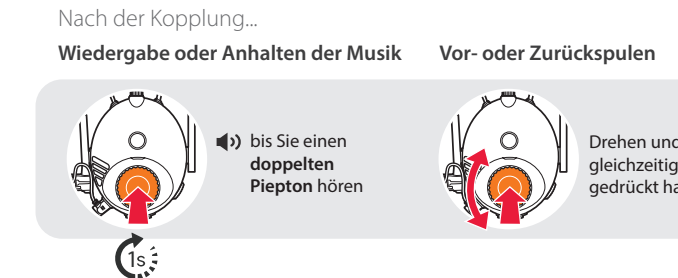 Nach der Kopplung...
Wiedergabe oder Anhalten der Musik
Vor- oder Zurückspulen
bis Sie einen
doppelten
Piepton hören
Drehen und
gleichzeitig
gedrückt
1s